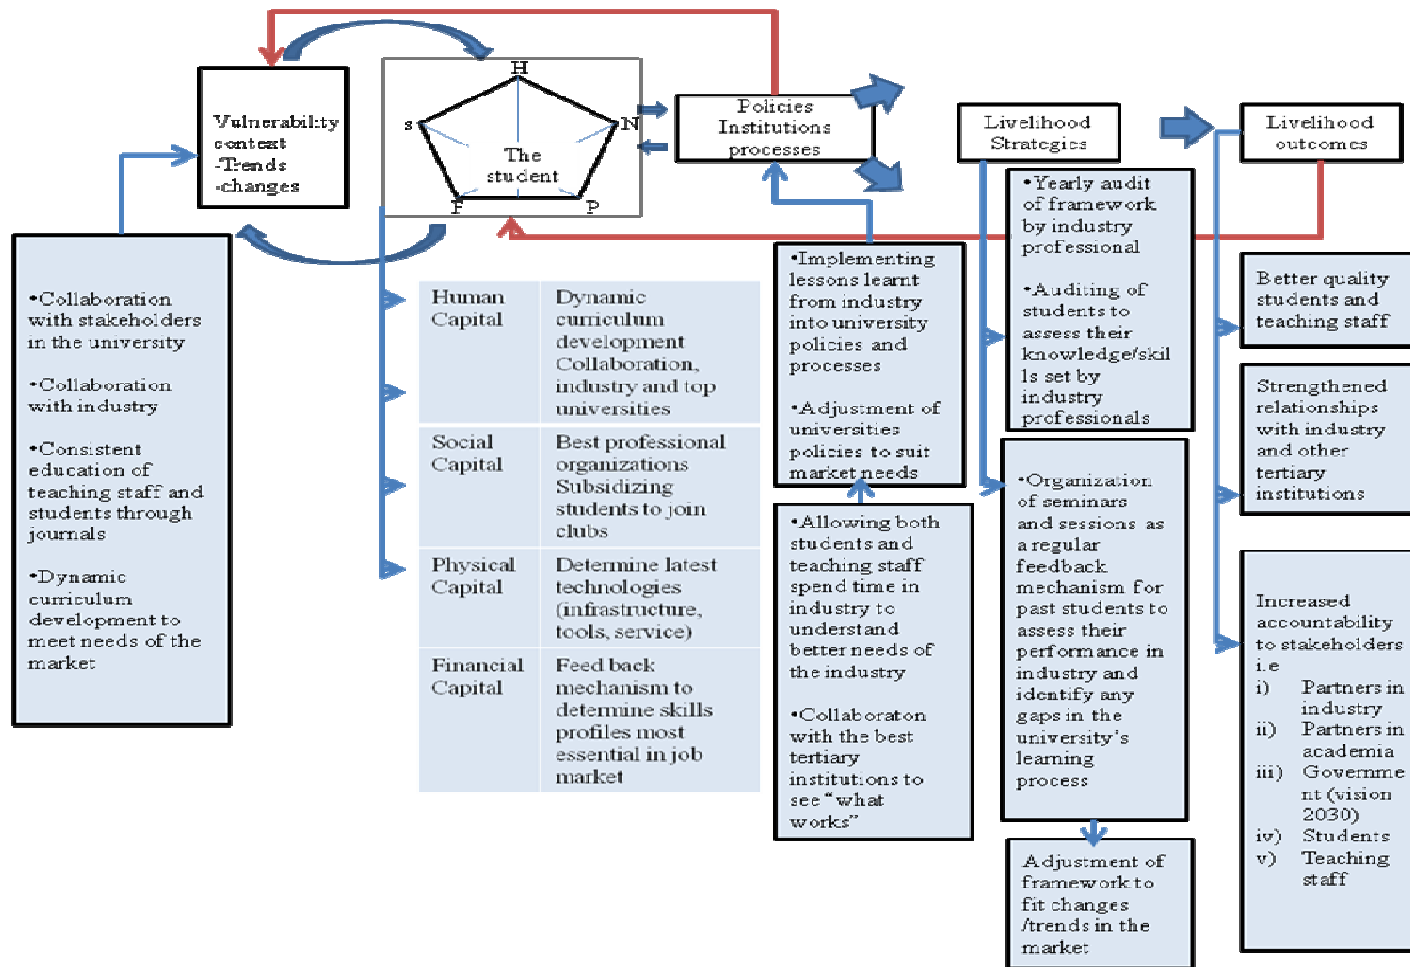 Vulnerability
context
-Trends
-changes
H
s
N
F
P
The
student
Policies
Institutions
processes
Livelihood
Strategies
Livelihood
outcomes
•Collaboration
with stakeholders
in the university
•Collaboration
with industry
•Consistent
education of
teaching staff and
students through
journals
•Dynamic
curriculum
development to
meet needs of the
market
Human
Capital
Dynamic
curriculum
development
Collaboration,
industry and top
universities
Social
Capital
Best professional
organizations
Subsidizing
students to join
clubs
Physical
Capital
Determine latest
technologies
(infrastructure,
tools, service)
Financial
Capital
Feed back
mechanism to
determine skills
profiles most
essential in job
market
•Implementing
lessons learnt
from industry
into university
policies and
processes
•Adjustment of
universities
policies to suit
market needs
•Allowing both
students and
teaching staff
spend time in
industry to
understand
better needs of
the industry
•Collaboraton
with the best
tertiary
institutions to
see “what
works”
•Yearly audit
of framework
by industry
professional
•Auditing of
students to
assess their
knowledge/skil
ls set by
industry
professionals
•Organization
of seminars
and sessions as
a regular
feedback
mechanism for
past students to
assess their
performance in
industry and
identify any
gaps in the
university’s
learning
process
Adjustment of
framework to
fit changes
/trends in the
market
Better quality
students and
teaching staff
Strengthened
relationships
with industry
and other
tertiary
institutions
Increased
accountability
to stakeholders
i.e
i) Partners in
industry
ii) Partners in
academia
iii) Governme
nt (vision
2030)
iv) Students
v) Teaching
staff